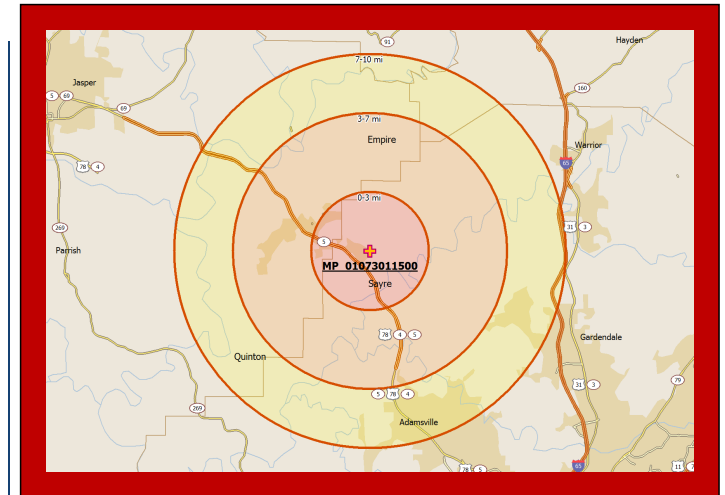 91
Hayden
7-10 mi
Jasper
160
5 69
69
3-7 mi
Empire
Warrior
65
78 4
0-3 mi
269
31 3
5
Parrish
MP_01073011500
Sayre
78 4 5
Gardendale
Quinton
31 3
79
5 78 4
269
Adamsville
78 5
65
11